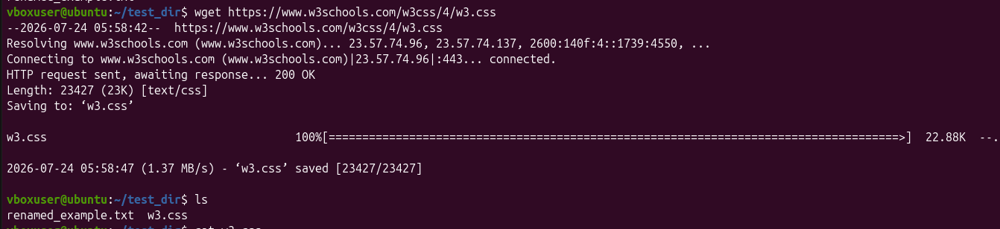 vboxuser@ubuntu:~/test_dir$ wget https://www.w3schools.com/w3css/4/w3.css
--2026-07-24 05:58:42--  https://www.w3schools.com/w3css/4/w3.css
Resolving www.w3schools.com (www.w3schools.com)... 23.57.74.96, 23.57.74.137, 2600:140f:4::1739:4550, ...
Connecting to www.w3schools.com (www.w3schools.com)|23.57.74.96|:443... connected.
HTTP request sent, awaiting response... 200 OK
Length: 23427 (23K) [text/css]
Saving to: ‘w3.css’
w3.css 100%[=====================================================================================>] 22.88K --.
2026-07-24 05:58:47 (1.37 MB/s) - ‘w3.css’ saved [23427/23427]
vboxuser@ubuntu:~/test_dir$ ls
renamed_example.txt  w3.css